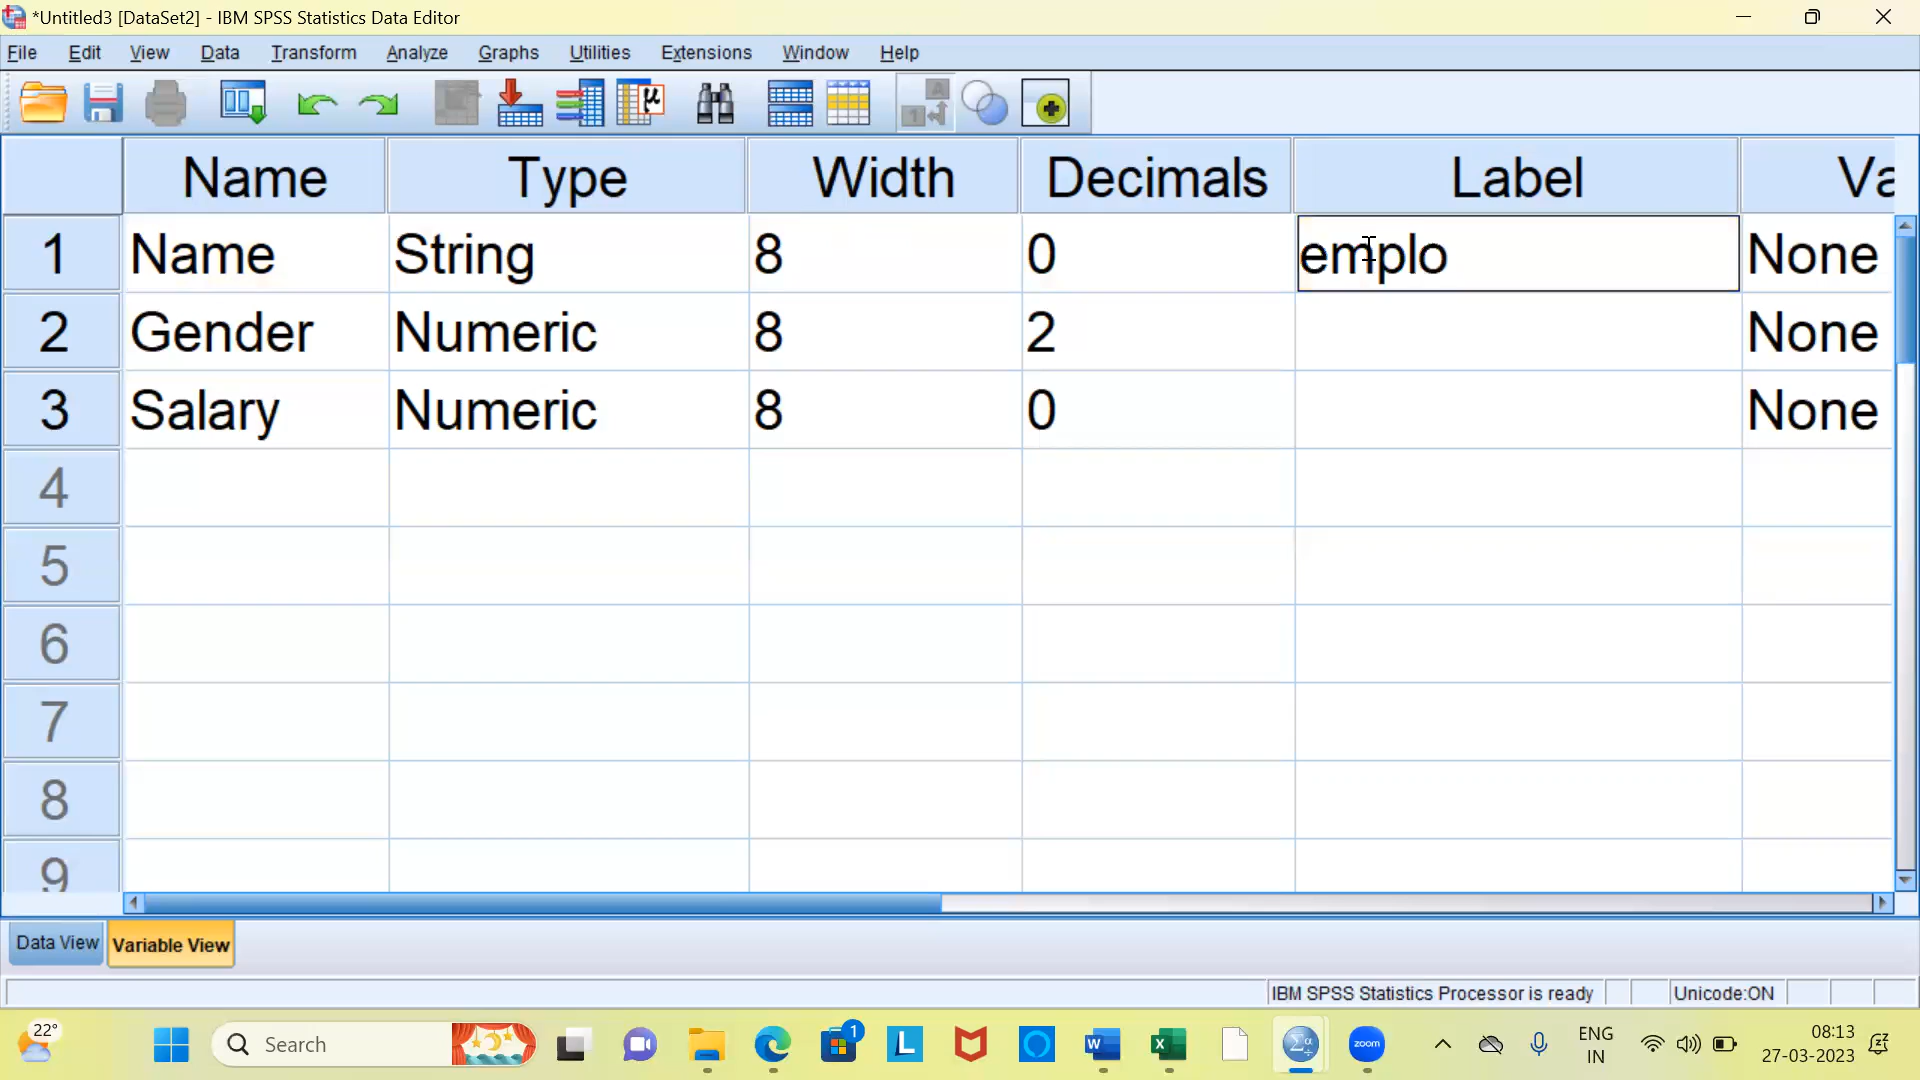 *Untitled3 [DataSet2] - IBM SPSS Statistics Data Editor
File Edit View Data Transform Analyze Graphs Utilities Extensions Window Help
Name Type Width Decimals Label Va
1 Name String 8 0 emplo None
2 Gender Numeric 8 2 None
3 Salary Numeric 8 0 None
4
5
6
7
8
9
Data View Variable View
IBM SPSS Statistics Processor is ready Unicode:ON
22° Search 1 L W X zoom ENG 08:13
IN 27-03-2023